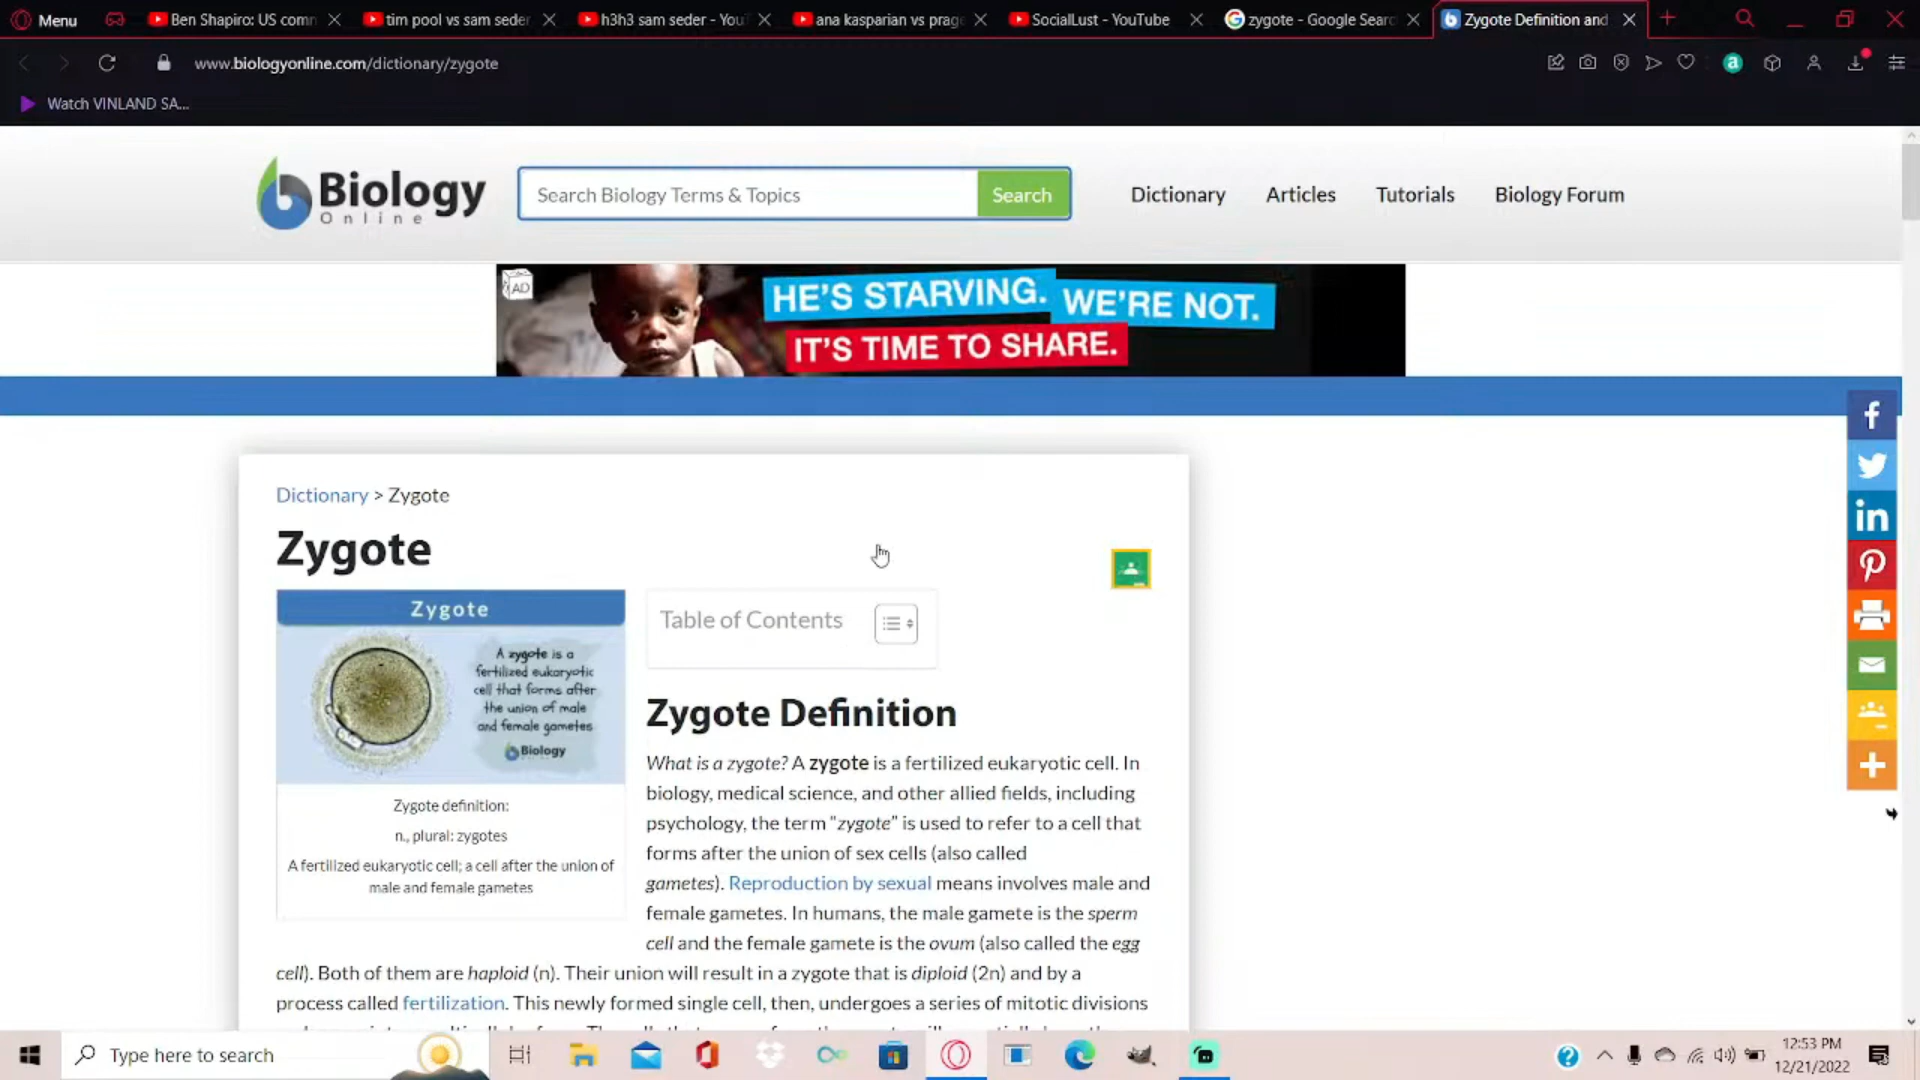 Menu
Ben Shapiro: US comn
tim pool vs sam seder
h3h3 sam seder - You
ana kasparian vs prag
SocialLust - YouTube
zygote - Google Searc
Zygote Definition and
www.biologyonline.com/dictionary/zygote
Watch VINLAND SA...
Biology
Online
Search Biology Terms & Topics
Search
Dictionary
Articles
Tutorials
Biology Forum
AD
HE'S STARVING. WE'RE NOT.
IT'S TIME TO SHARE.
Dictionary > Zygote
Zygote
Zygote
A zygote is a
fertilized eukaryotic
cell that forms after
the union of male
and female gametes
Biology
Zygote definition:
n., plural: zygotes
A fertilized eukaryotic cell; a cell after the union of
male and female gametes
Table of Contents
Zygote Definition
What is a zygote? A zygote is a fertilized eukaryotic cell. In
biology, medical science, and other allied fields, including
psychology, the term “zygote” is used to refer to a cell that
forms after the union of sex cells (also called
gametes). Reproduction by sexual means involves male and
female gametes. In humans, the male gamete is the sperm
cell and the female gamete is the ovum (also called the egg
cell). Both of them are haploid (n). Their union will result in a zygote that is diploid (2n) and by a
process called fertilization. This newly formed single cell, then, undergoes a series of mitotic divisions
Type here to search
12:53 PM
12/21/2022